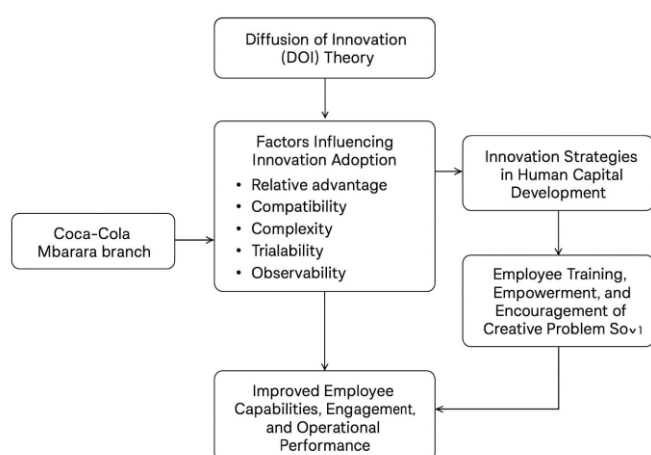 Diffusion of Innovation
(DOI) Theory
Factors Influencing
Innovation Adoption
• Relative advantage
• Compatibility
• Complexity
• Trialability
• Observability
Coca-Cola
Mbarara branch
Innovation Strategies
in Human Capital
Development
Employee Training,
Empowerment, and
Encouragement of
Creative Problem Sov1
Improved Employee
Capabilities, Engagement,
and Operational
Performance